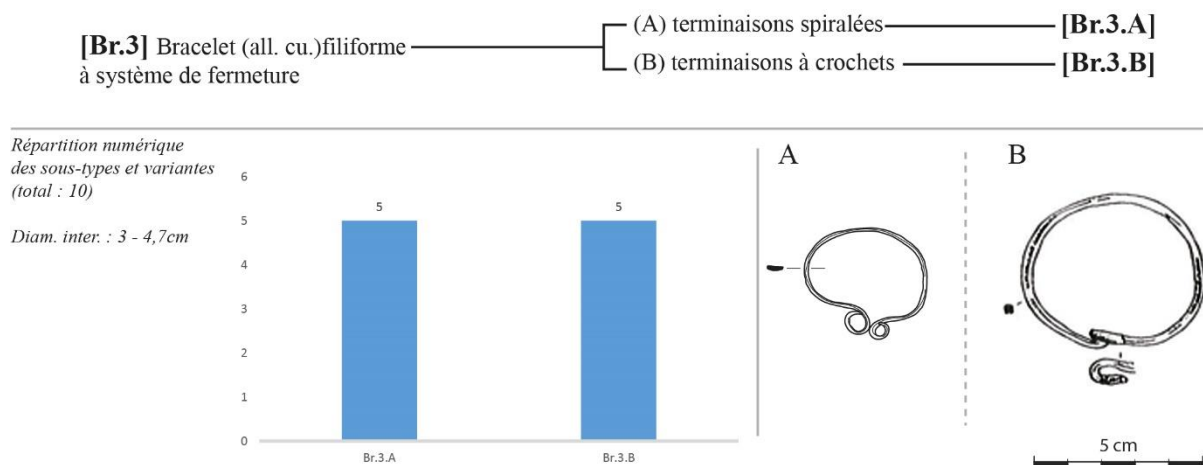 [Br.3] Bracelet (all. cu.)filiforme
à système de fermeture
(A) terminaisons spiralées
[Br.3.A]
(B) terminaisons à crochets
[Br.3.B]
Répartition numérique
des sous-types et variantes
(total : 10)
Diam. inter. : 3 - 4,7cm
6
5
4
3
2
1
0
5
5
Br.3.A
Br.3.B
A
B
5 cm